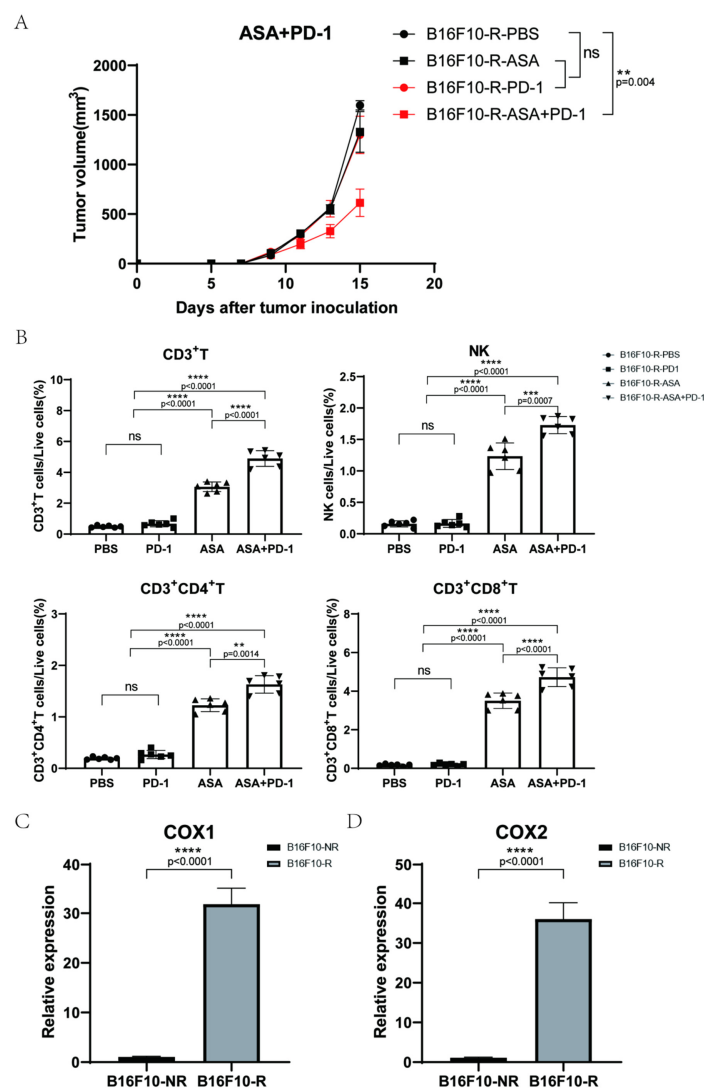 A
ASA+PD-1
B16F10-R-PBS
B16F10-R-ASA
B16F10-R-PD-1
B16F10-R-ASA+PD-1
ns
**
p=0.004
Tumor volume(mm³)
2000
1500
1000
500
0
0 5 10 15 20
Days after tumor inoculation
B
CD3⁺T
CD3⁺T cells/Live cells(%)
10
8
6
4
2
0
****
p<0.0001
****
p<0.0001
****
p<0.0001
ns
PBS PD-1 ASA ASA+PD-1
NK
NK cells/Live cells(%)
2.5
2.0
1.5
1.0
0.5
0.0
****
p<0.0001
****
p<0.0001
***
p=0.0007
ns
PBS PD-1 ASA ASA+PD-1
B16F10-R-PBS
B16F10-R-PD1
B16F10-R-ASA
B16F10-R-ASA+PD-1
CD3⁺CD4⁺T
CD3⁺CD4⁺T cells/Live cells(%)
3
2
1
0
****
p<0.0001
****
p<0.0001
**
p=0.0014
ns
PBS PD-1 ASA ASA+PD-1
CD3⁺CD8⁺T
CD3⁺CD8⁺T cells/Live cells(%)
8
6
4
2
0
****
p<0.0001
****
p<0.0001
****
p<0.0001
ns
PBS PD-1 ASA ASA+PD-1
C
COX1
B16F10-NR
B16F10-R
****
p<0.0001
Relative expression
40
30
20
10
0
B16F10-NR B16F10-R
D
COX2
B16F10-NR
B16F10-R
****
p<0.0001
Relative expression
50
40
30
20
10
0
B16F10-NR B16F10-R